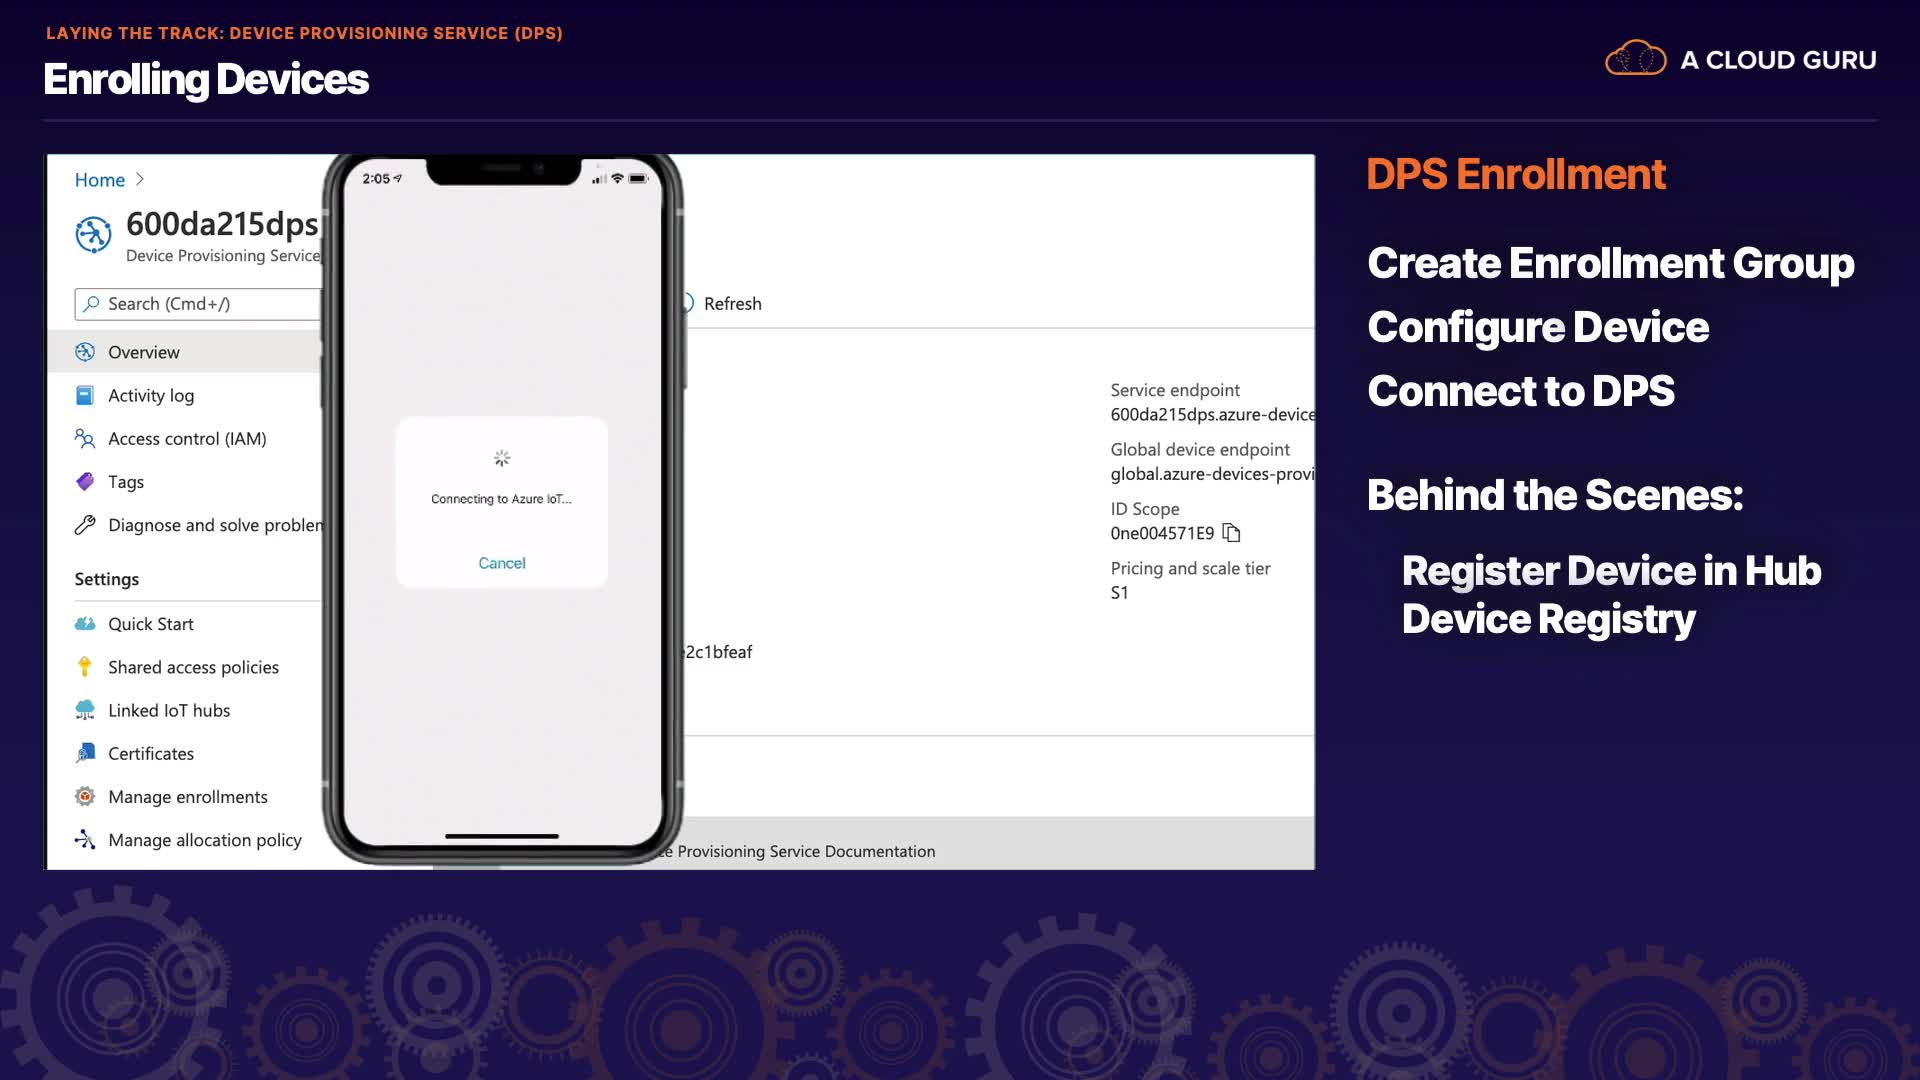 LAYING THE TRACK: DEVICE PROVISIONING SERVICE (DPS)
Enrolling Devices
A CLOUD GURU
Home
600da215dps
Device Provisioning Service
Search (Cmd+/)
Overview
Activity log
Access control (IAM)
Tags
Diagnose and solve problem
Settings
Quick Start
Shared access policies
Linked IoT hubs
Certificates
Manage enrollments
Manage allocation policy
2:05
Connecting to Azure IoT...
Cancel
Refresh
Service endpoint
600da215dps.azure-device
Global device endpoint
global.azure-devices-provi
ID Scope
0ne004571E9
Pricing and scale tier
S1
2c1bfeaf
Provisioning Service Documentation
DPS Enrollment
Create Enrollment Group
Configure Device
Connect to DPS
Behind the Scenes:
Register Device in Hub
Device Registry